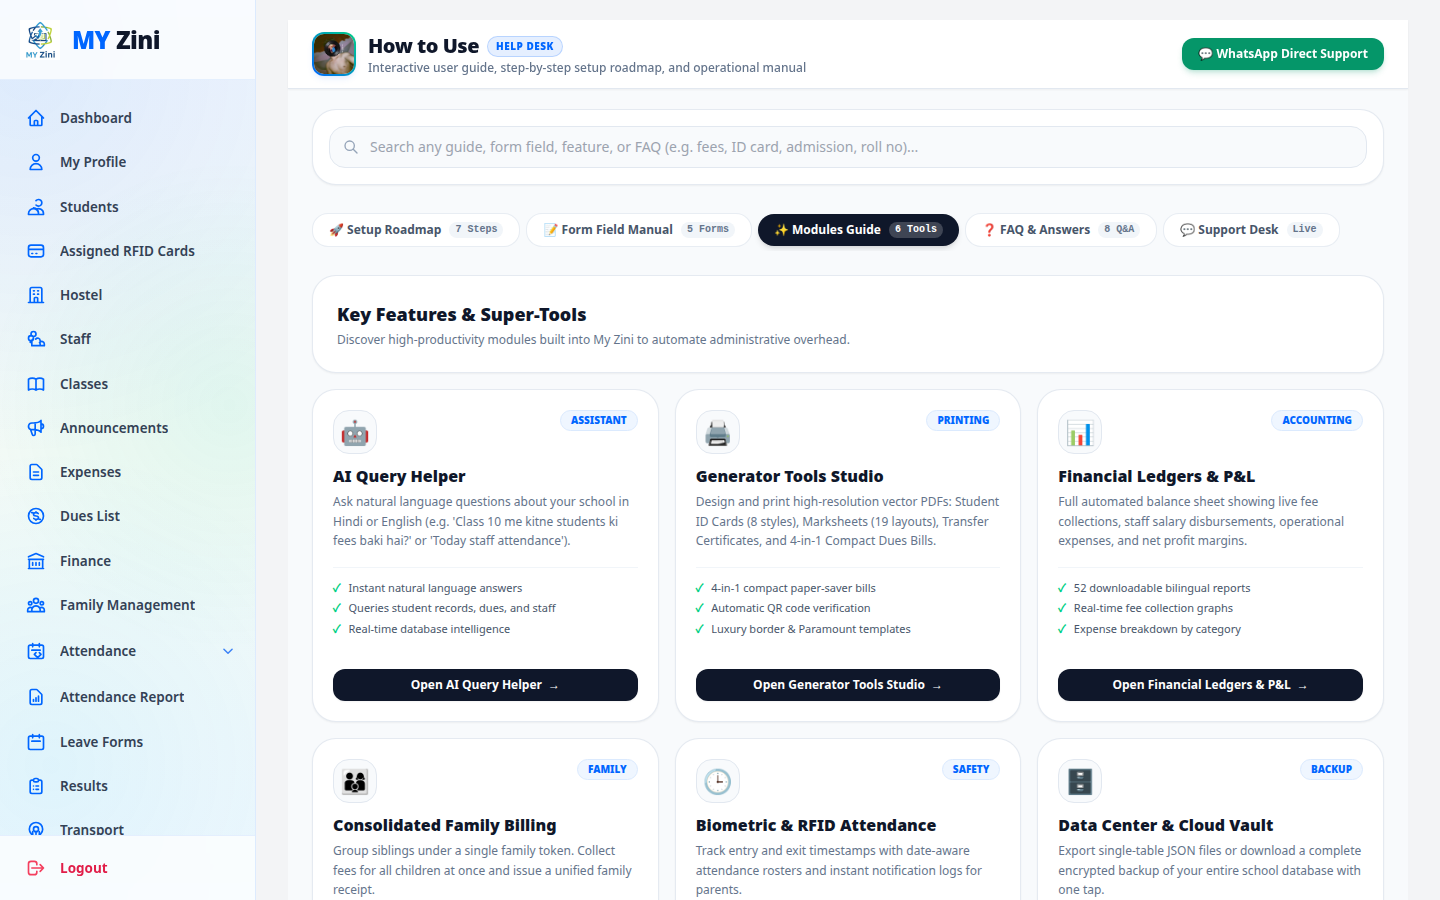 MY Zini
MY Zini
Dashboard
My Profile
Students
Assigned RFID Cards
Hostel
Staff
Classes
Announcements
Expenses
Dues List
Finance
Family Management
Attendance
Attendance Report
Leave Forms
Results
Transport
Logout
How to Use HELP DESK
Interactive user guide, step-by-step setup roadmap, and operational manual
💬 WhatsApp Direct Support
Search any guide, form field, feature, or FAQ (e.g. fees, ID card, admission, roll no)...
🚀 Setup Roadmap 7 Steps
📝 Form Field Manual 5 Forms
✨ Modules Guide 6 Tools
❓ FAQ & Answers 8 Q&A
💬 Support Desk Live
Key Features & Super-Tools
Discover high-productivity modules built into My Zini to automate administrative overhead.
ASSISTANT
AI Query Helper
Ask natural language questions about your school in
Hindi or English (e.g. 'Class 10 me kitne students ki
fees baki hai?' or 'Today staff attendance').
✓ Instant natural language answers
✓ Queries student records, dues, and staff
✓ Real-time database intelligence
Open AI Query Helper →
PRINTING
Generator Tools Studio
Design and print high-resolution vector PDFs: Student
ID Cards (8 styles), Marksheets (19 layouts), Transfer
Certificates, and 4-in-1 Compact Dues Bills.
✓ 4-in-1 compact paper-saver bills
✓ Automatic QR code verification
✓ Luxury border & Paramount templates
Open Generator Tools Studio →
ACCOUNTING
Financial Ledgers & P&L
Full automated balance sheet showing live fee
collections, staff salary disbursements, operational
expenses, and net profit margins.
✓ 52 downloadable bilingual reports
✓ Real-time fee collection graphs
✓ Expense breakdown by category
Open Financial Ledgers & P&L →
FAMILY
Consolidated Family Billing
Group siblings under a single family token. Collect
fees for all children at once and issue a unified family
receipt.
SAFETY
Biometric & RFID Attendance
Track entry and exit timestamps with date-aware
attendance rosters and instant notification logs for
parents.
BACKUP
Data Center & Cloud Vault
Export single-table JSON files or download a complete
encrypted backup of your entire school database with
one tap.